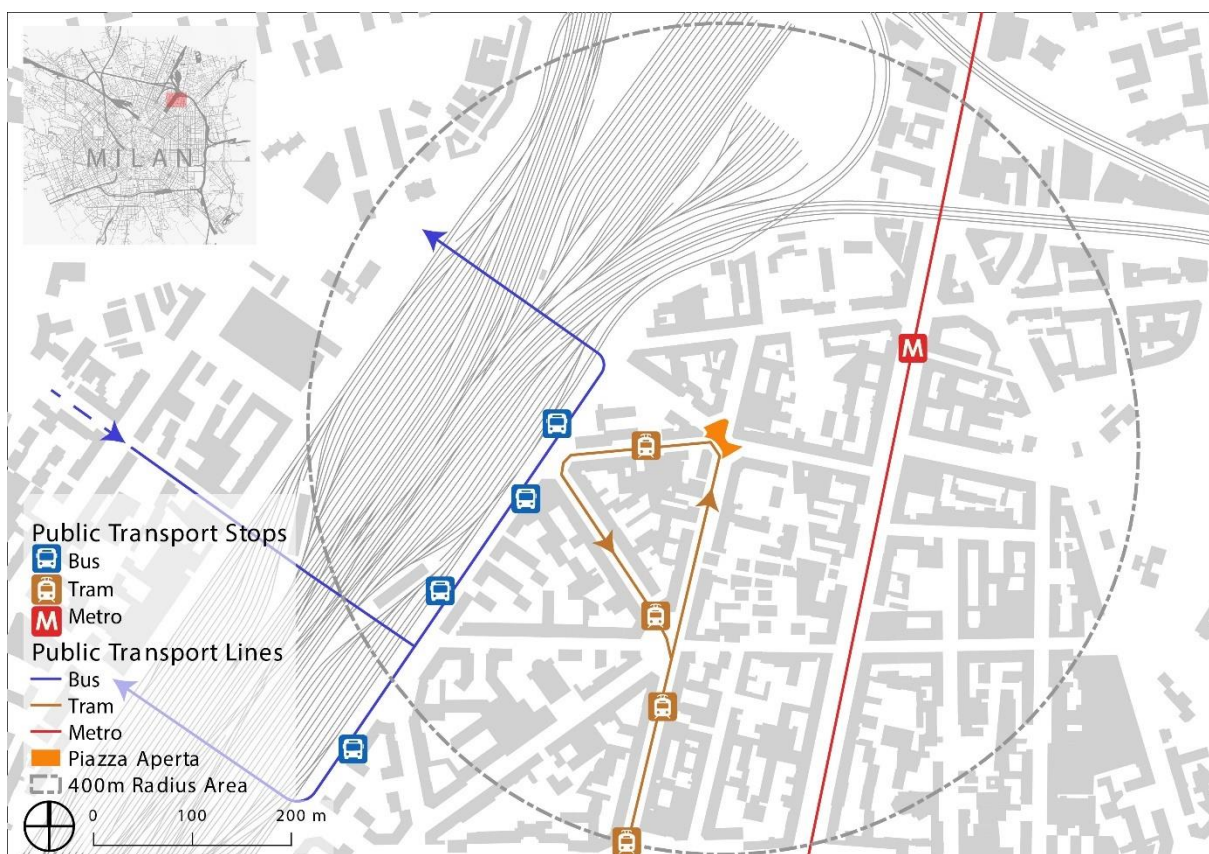 MILAN
M
Public Transport Stops
Bus
Tram
M Metro
Public Transport Lines
Bus
Tram
Metro
Piazza Aperta
400m Radius Area
0 100 200 m